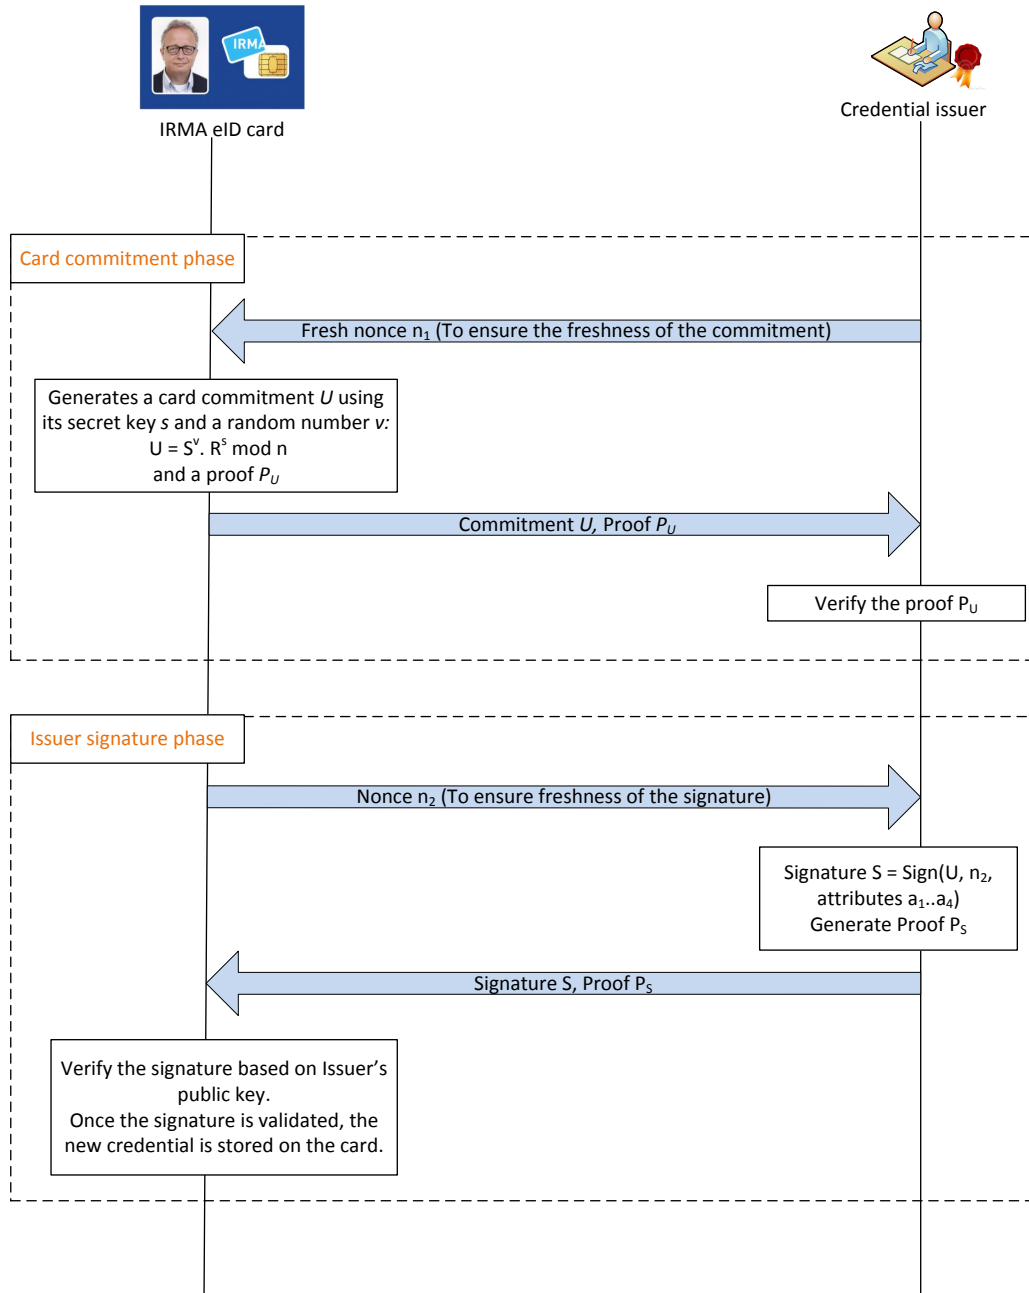 IRMA
IRMA eID card
Credential issuer
Card commitment phase
Fresh nonce n₁ (To ensure the freshness of the commitment)
Generates a card commitment U using
its secret key s and a random number v:
U = Sᵛ. Rˢ mod n
and a proof P_U
Commitment U, Proof P_U
Verify the proof P_U
Issuer signature phase
Nonce n₂ (To ensure freshness of the signature)
Signature S = Sign(U, n₂,
attributes a₁..a₄)
Generate Proof P_S
Signature S, Proof P_S
Verify the signature based on Issuer’s
public key.
Once the signature is validated, the
new credential is stored on the card.